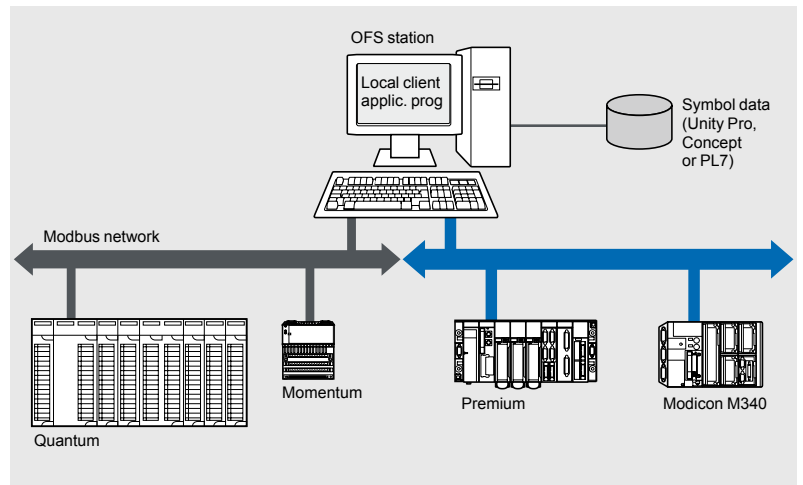 OFS station
Local client
applic. prog
Symbol data
(Unity Pro,
Concept
or PL7)
Modbus network
Momentum
Premium
Modicon M340
Quantum